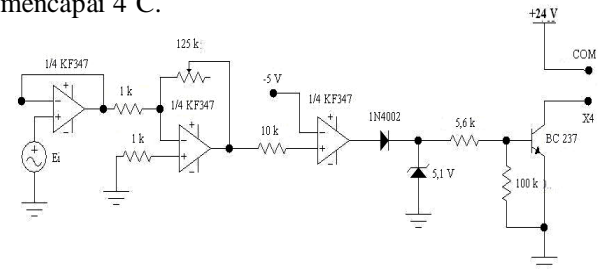 mencapai 4 C.
+24 V
125 k
COM
1/4 KF347
1 k
-5 V
1/4 KF347
1/4 KF347
X4
1N4002
1 k
10 k
5,6 k
BC 237
Ei
5,1 V
100 k